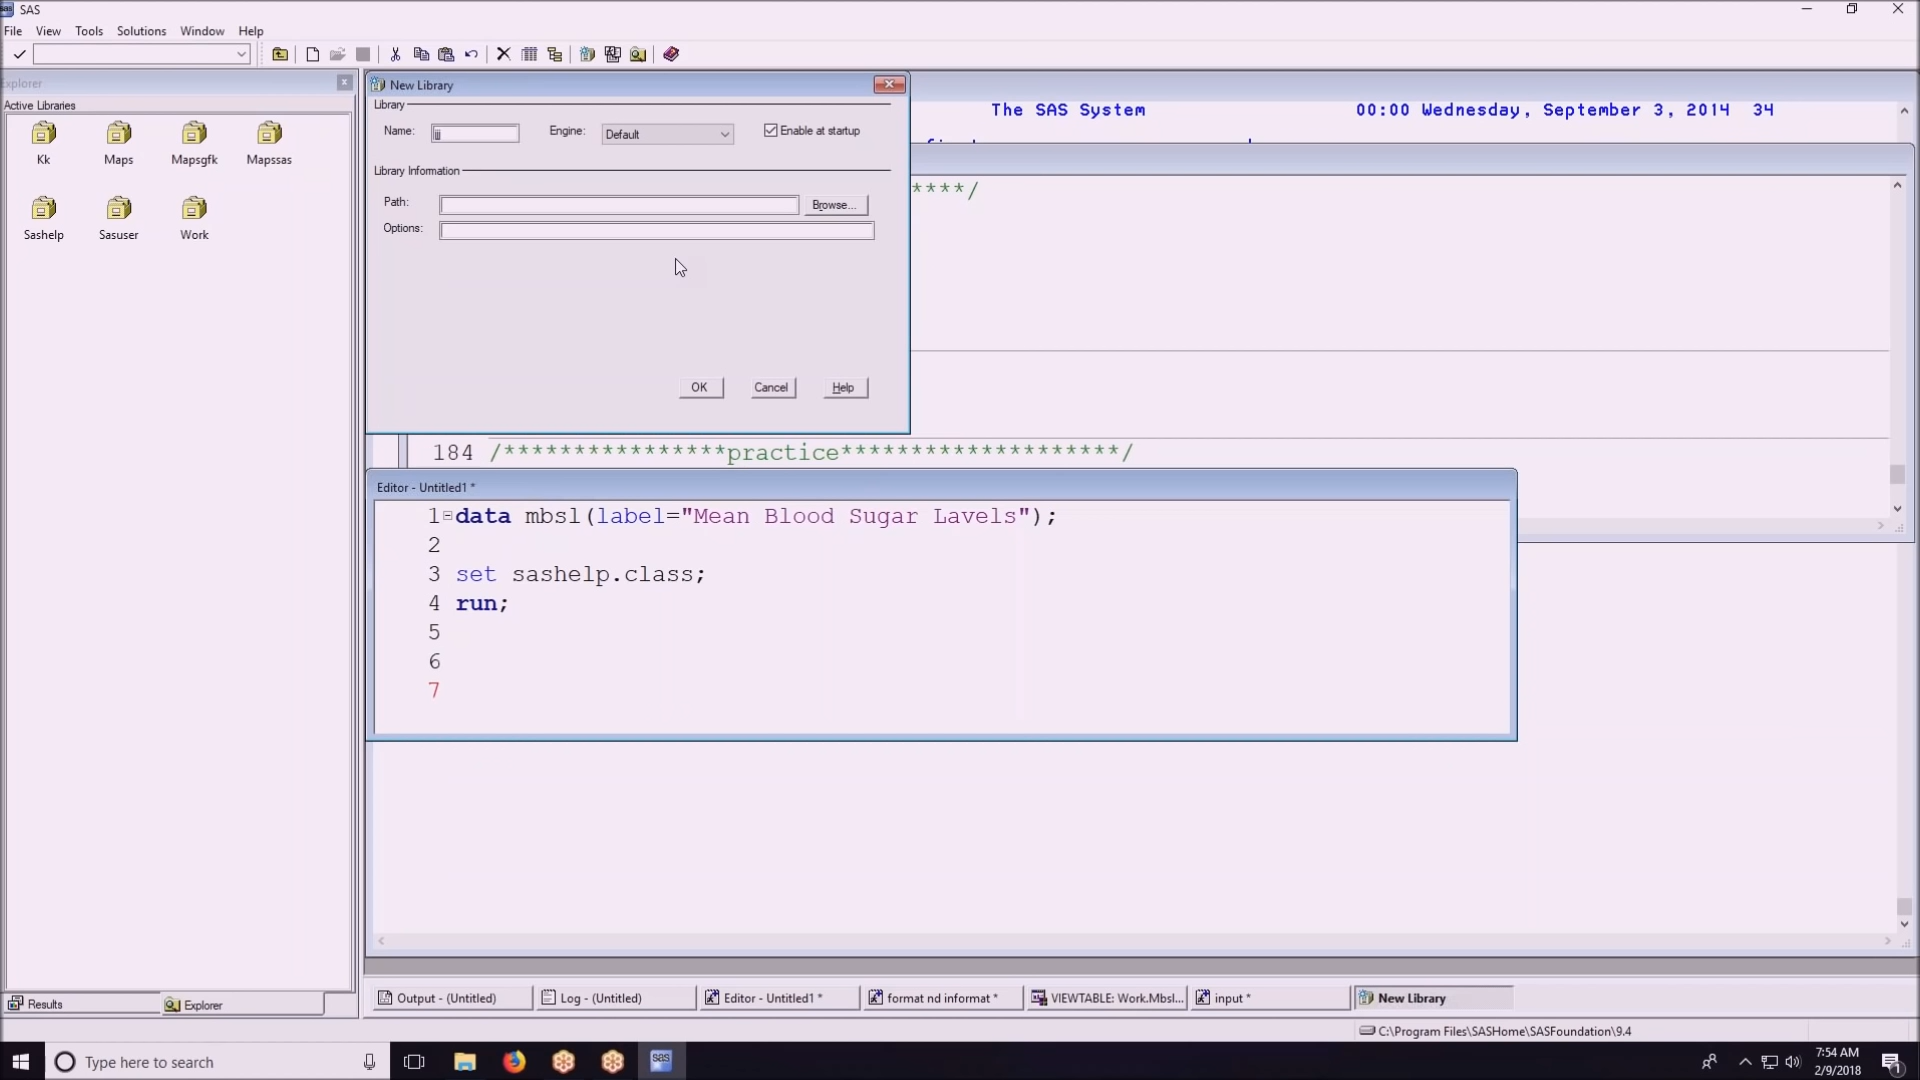 SAS
File View Tools Solutions Window Help
Explorer
Active Libraries
Kk Maps Mapsgfk Mapssas
Sashelp Sasuser Work
New Library
Library
Name: jjj Engine: Default Enable at startup
Library Information
Path: Browse...
Options:
OK Cancel Help
The SAS System 00:00 Wednesday, September 3, 2014 34
****/
184 /****************practice********************/
Editor - Untitled1 *
1 data mbsl(label="Mean Blood Sugar Lavels");
2
3 set sashelp.class;
4 run;
5
6
7
Results Explorer
Output - (Untitled) Log - (Untitled) Editor - Untitled1 * format nd informat * VIEWTABLE: Work.Mbsl... input * New Library
C:\Program Files\SASHome\SASFoundation\9.4
Type here to search
sas
7:54 AM
2/9/2018
1